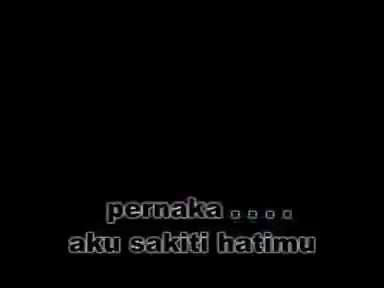 pernaka . . . .
aku sakiti hatimu